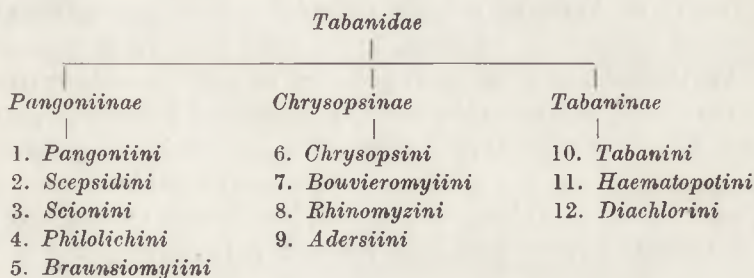 Tabanidae
Pangoniinae Chrysopsinae Tabaninae
1. Pangoniini 6. Chrysopsini 10. Tabanini
2. Scepsidini 7. Bouvieromyiini 11. Haematopotini
3. Scionini 8. Rhinomyzini 12. Diachlorini
4. Philolichini 9. Adersiini
5. Braunsiomyiini